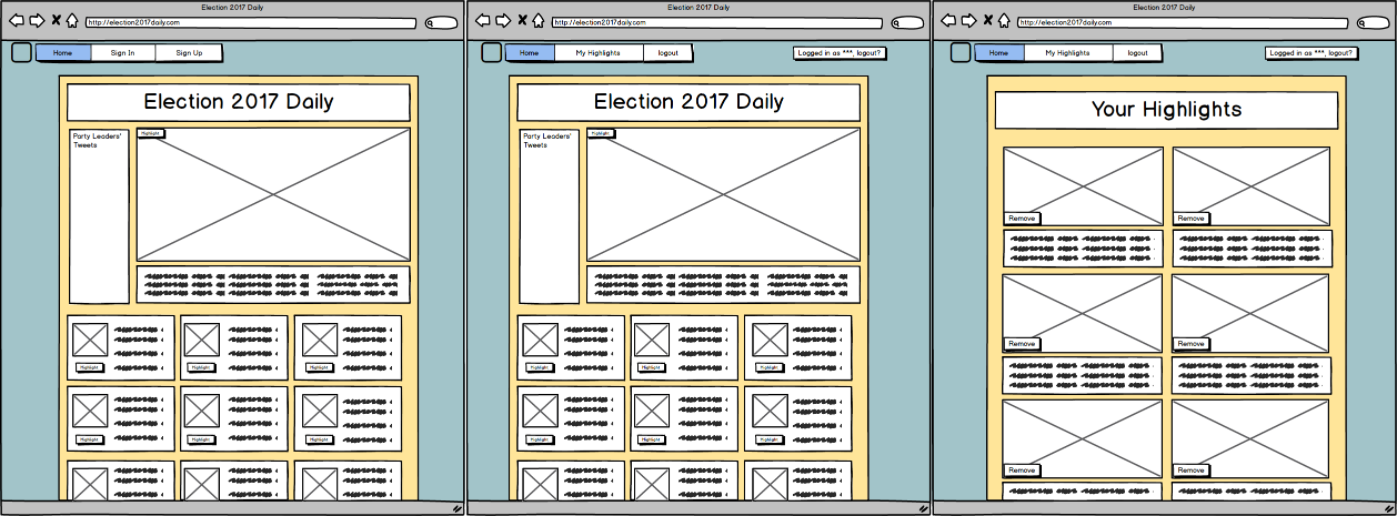 Election 2017 Daily
http://election2017daily.com
Home
Sign In
Sign Up
Election 2017 Daily
Party Leaders'
Tweets
Highlight
Highlight
Highlight
Highlight
Highlight
Highlight
Highlight
Election 2017 Daily
http://election2017daily.com
Home
My Highlights
logout
Logged in as ***, logout?
Election 2017 Daily
Party Leaders'
Tweets
Highlight
Highlight
Highlight
Highlight
Highlight
Highlight
Highlight
Election 2017 Daily
http://election2017daily.com
Home
My Highlights
logout
Logged in as ***, logout?
Your Highlights
Remove
Remove
Remove
Remove
Remove
Remove